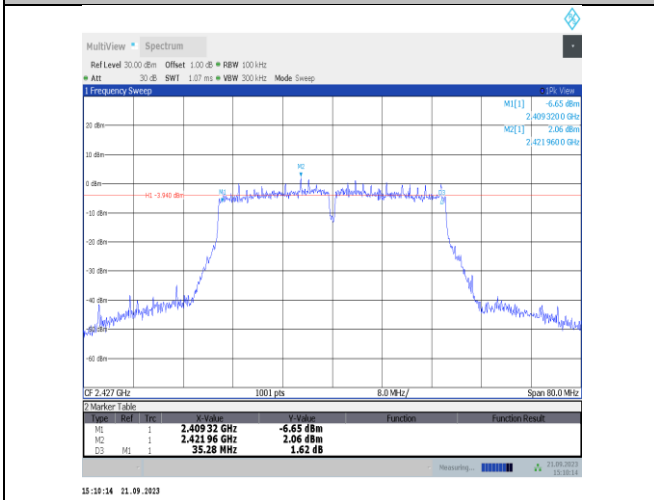 MultiView Spectrum
Ref Level 30.00 dBm Offset 1.00 dB RBW 100 kHz
Att 30 dB SWT 1.07 ms VBW 300 kHz Mode Sweep
1 Frequency Sweep 1Pk View
M1[1] -6.65 dBm
2.409 320 0 GHz
M2[1] 2.06 dBm
2.421 960 0 GHz
20 dBm
10 dBm
M2
0 dBm
H1 -3.940 dBm M1 D3
-10 dBm
-20 dBm
-30 dBm
-40 dBm
-60 dBm
CF 2.427 GHz 1001 pts 8.0 MHz/ Span 80.0 MHz
2 Marker Table
Type Ref Trc X-Value Y-Value Function Function Result
M1 1 2.409 32 GHz -6.65 dBm
M2 1 2.421 96 GHz 2.06 dBm
D3 M1 1 35.28 MHz 1.62 dB
Measuring... 21.09.2023
15:10:14
15:10:14 21.09.2023